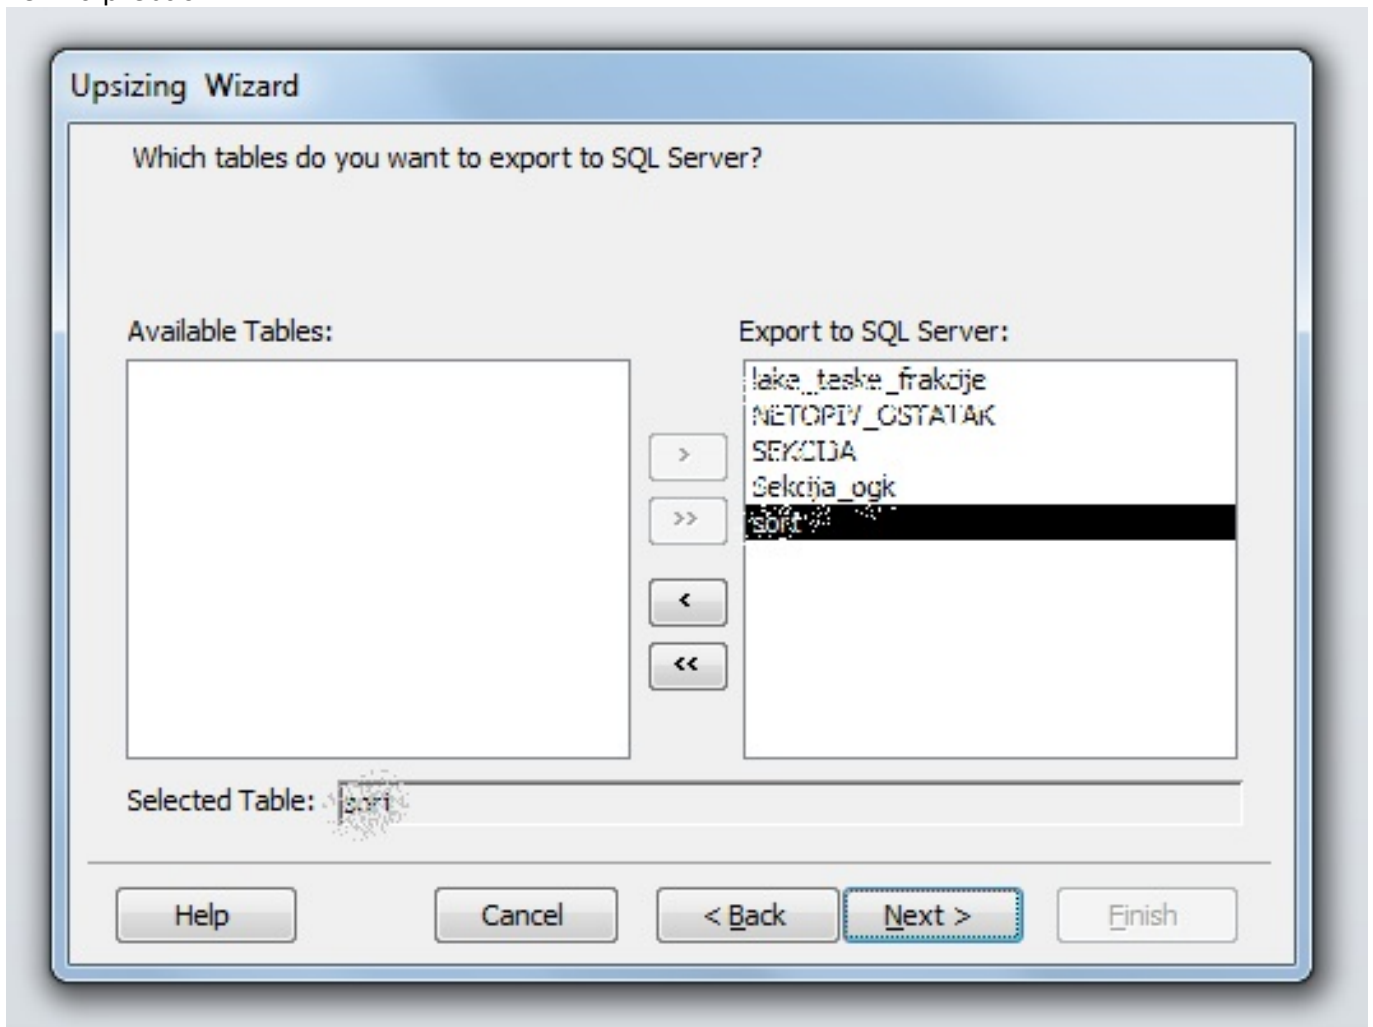 Upsizing Wizard
Which tables do you want to export to SQL Server?
Available Tables:
Export to SQL Server:
lake_teske_frakcije
NETOPIV_OSTATAK
SEKCIJA
Sekcija_ogk
sort
>
>>
<
<<
Selected Table: sort
Help
Cancel
< Back
Next >
Finish